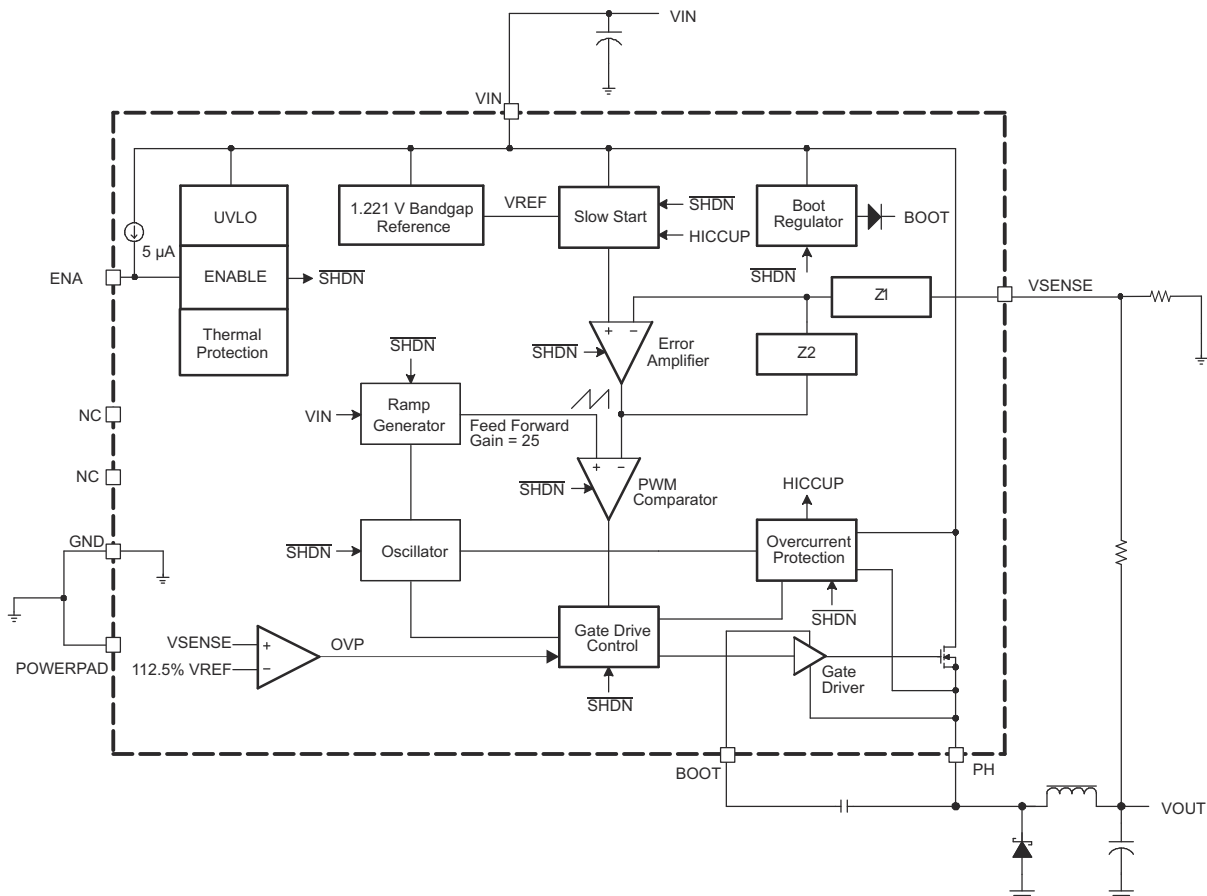 VIN
VIN
UVLO
1.221 V Bandgap
Reference
VREF
Slow Start
SHDN
HICCUP
Boot
Regulator
BOOT
5 µA
ENA
ENABLE
SHDN
SHDN
VSENSE
Z1
Thermal
Protection
SHDN
SHDN
+ −
Error
Amplifier
Z2
NC
VIN
Ramp
Generator
Feed Forward
Gain = 25
+ −
NC
SHDN
PWM
Comparator
HICCUP
GND
SHDN
Oscillator
Overcurrent
Protection
SHDN
VSENSE
+
OVP
Gate Drive
Control
POWERPAD
112.5% VREF
−
Gate
Driver
SHDN
BOOT
PH
VOUT